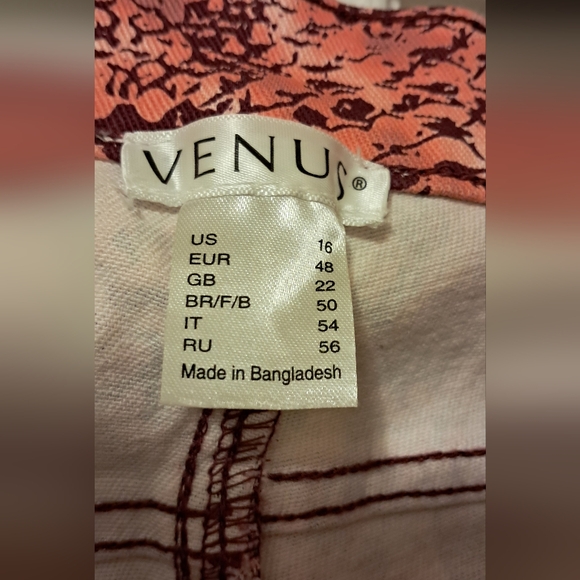 VENUS®
US 16
EUR 48
GB 22
BR/F/B 50
IT 54
RU 56
Made in Bangladesh